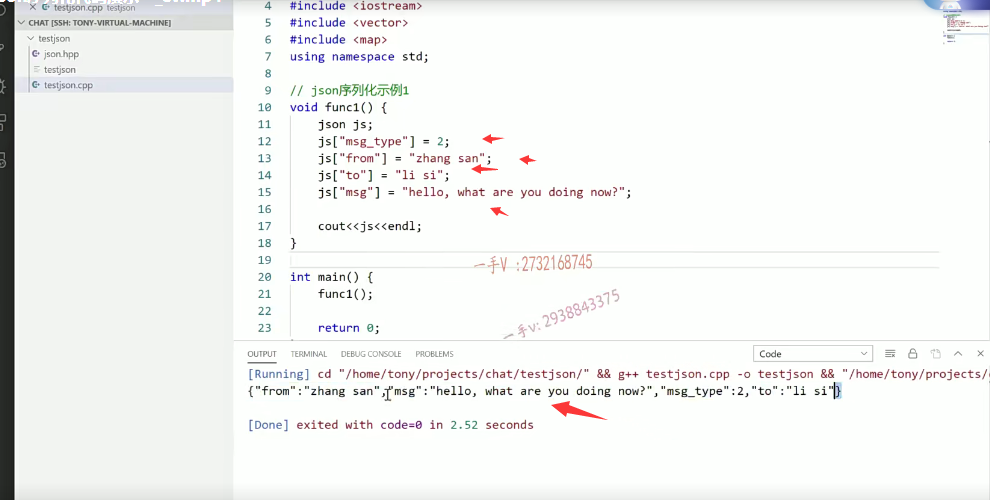 testjson.cpp testjson
CHAT [SSH: TONY-VIRTUAL-MACHINE]
testjson
json.hpp
testjson
testjson.cpp
4 #include <iostream>
5 #include <vector>
6 #include <map>
7 using namespace std;
8
9 // json序列化示例1
10 void func1() {
11 json js;
12 js["msg_type"] = 2;
13 js["from"] = "zhang san";
14 js["to"] = "li si";
15 js["msg"] = "hello, what are you doing now?";
16
17 cout<<js<<endl;
18 }
19
一手V :2732168745
20 int main() {
21 func1();
22
一手v: 2938843375
23 return 0;
OUTPUT TERMINAL DEBUG CONSOLE PROBLEMS Code
[Running] cd "/home/tony/projects/chat/testjson/" && g++ testjson.cpp -o testjson && "/home/tony/projects/
{"from":"zhang san","msg":"hello, what are you doing now?","msg_type":2,"to":"li si"}
[Done] exited with code=0 in 2.52 seconds